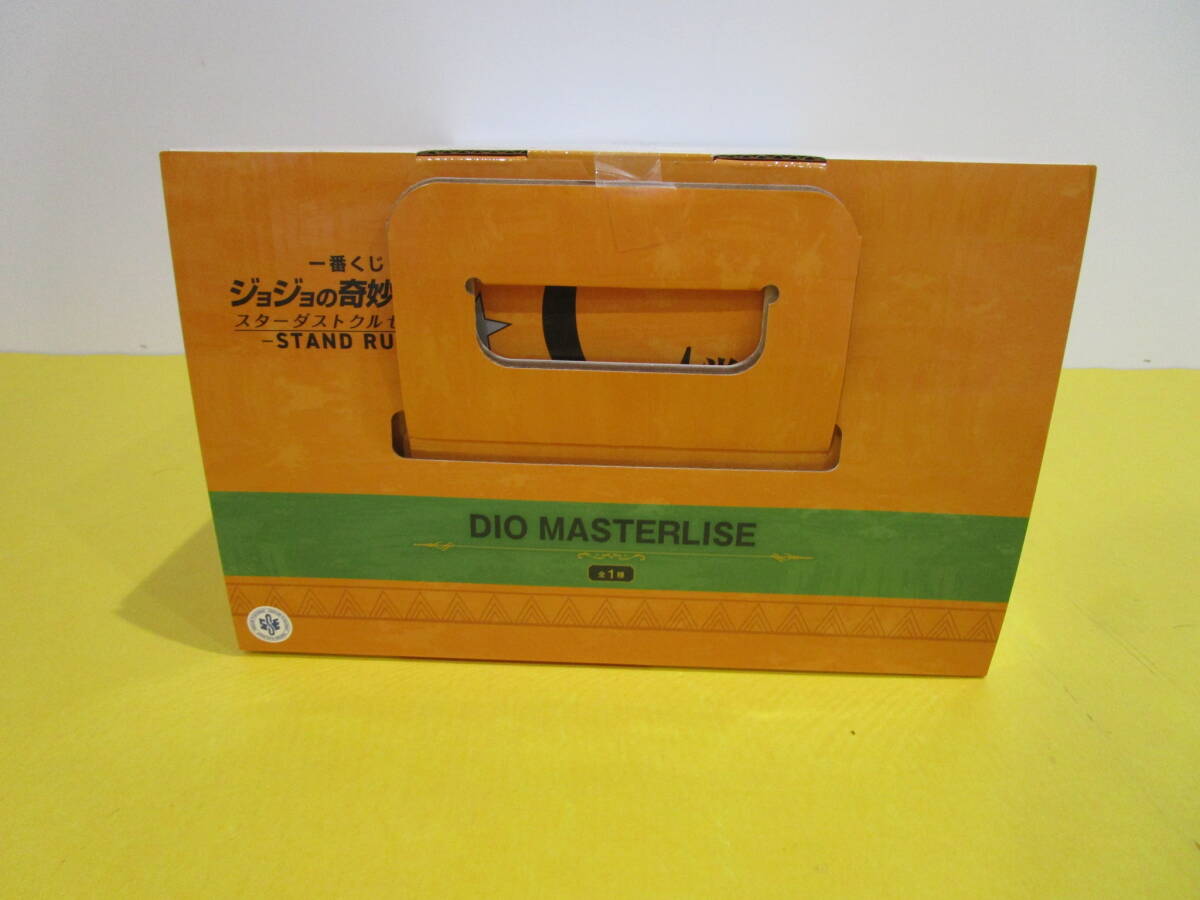 一番くじ
ジョジョの奇妙
スターダストクルセ
-STAND RU
DIO MASTERLISE
全1種